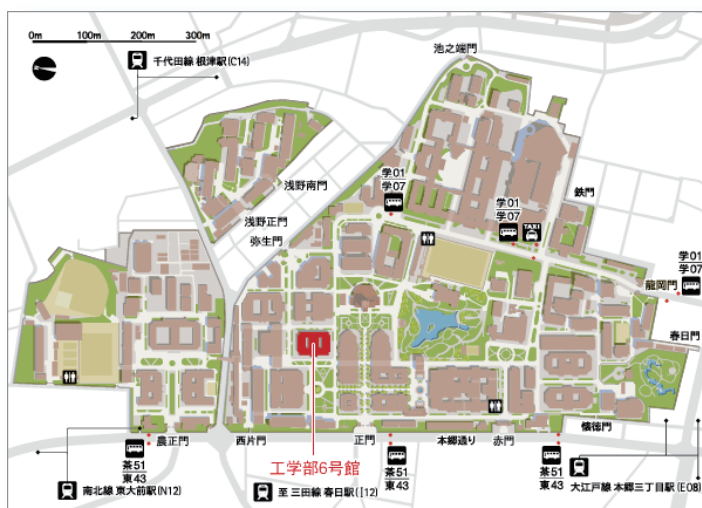 0m 100m 200m 300m
千代田線 根津駅(C14)
池之端門
浅野南門
浅野正門
弥生門
学01
学07
学01
学07
TAXI
鉄門
学01
学07
龍岡門
春日門
懐徳門
農正門
西片門
正門
本郷通り
赤門
茶51
東43
工学部6号館
茶51
東43
茶51
東43
南北線 東大前駅(N12)
至 三田線 春日駅(I12)
大江戸線 本郷三丁目駅(E08)